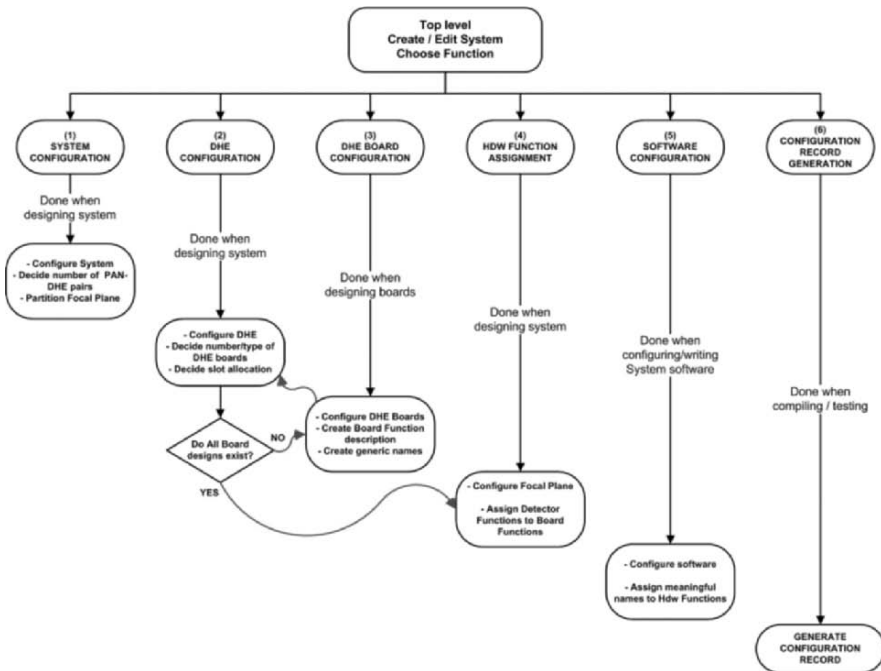 Top level
Create / Edit System
Choose Function
(1)
SYSTEM
CONFIGURATION
(2)
DHE
CONFIGURATION
(3)
DHE BOARD
CONFIGURATION
(4)
HDW FUNCTION
ASSIGNMENT
(5)
SOFTWARE
CONFIGURATION
(6)
CONFIGURATION
RECORD
GENERATION
Done when
designing system
- Configure System
- Decide number of PAN-
DHE pairs
- Partition Focal Plane
Done when
designing system
- Configure DHE
- Decide number/type of
DHE boards
- Decide slot allocation
Do All Board
designs exist?
NO
YES
Done when
designing boards
- Configure DHE Boards
- Create Board Function
description
- Create generic names
Done when
designing system
- Configure Focal Plane
- Assign Detector
Functions to Board
Functions
Done when
configuring/writing
System software
- Configure software
- Assign meaningful
names to Hdw Functions
Done when
compiling / testing
GENERATE
CONFIGURATION
RECORD